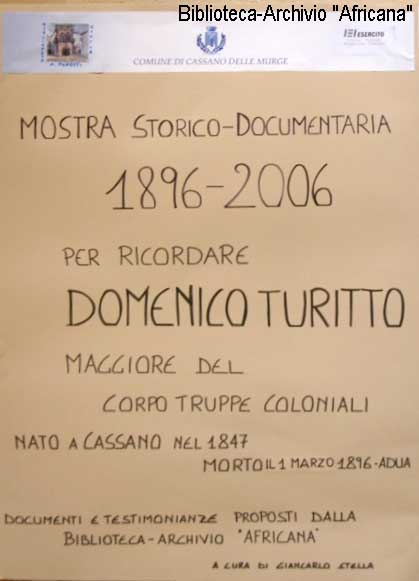 Biblioteca-Archivio "Africana"
COMUNE DI CASSANO DELLE MURGE
ESERCITO
MOSTRA STORICO-DOCUMENTARIA
1896-2006
PER RICORDARE
DOMENICO TURITTO
MAGGIORE DEL
CORPO TRUPPE COLONIALI
NATO A CASSANO NEL 1847
MORTO IL 1 MARZO 1896-ADUA
DOCUMENTI E TESTIMONIANZE PROPOSTI DALLA
BIBLIOTECA-ARCHIVIO "AFRICANA"
A CURA DI GIANCARLO STELLA